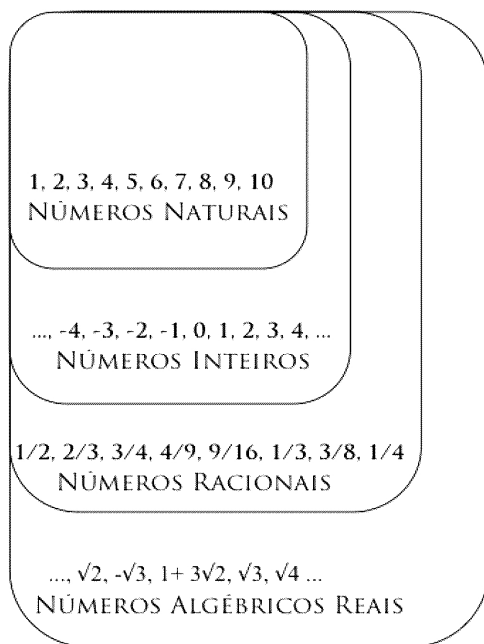 1, 2, 3, 4, 5, 6, 7, 8, 9, 10
NÚMEROS NATURAIS
..., -4, -3, -2, -1, 0, 1, 2, 3, 4, ...
NÚMEROS INTEIROS
1/2, 2/3, 3/4, 4/9, 9/16, 1/3, 3/8, 1/4
NÚMEROS RACIONAIS
..., √2, -√3, 1+ 3√2, √3, √4 ...
NÚMEROS ALGÉBRICOS REAIS